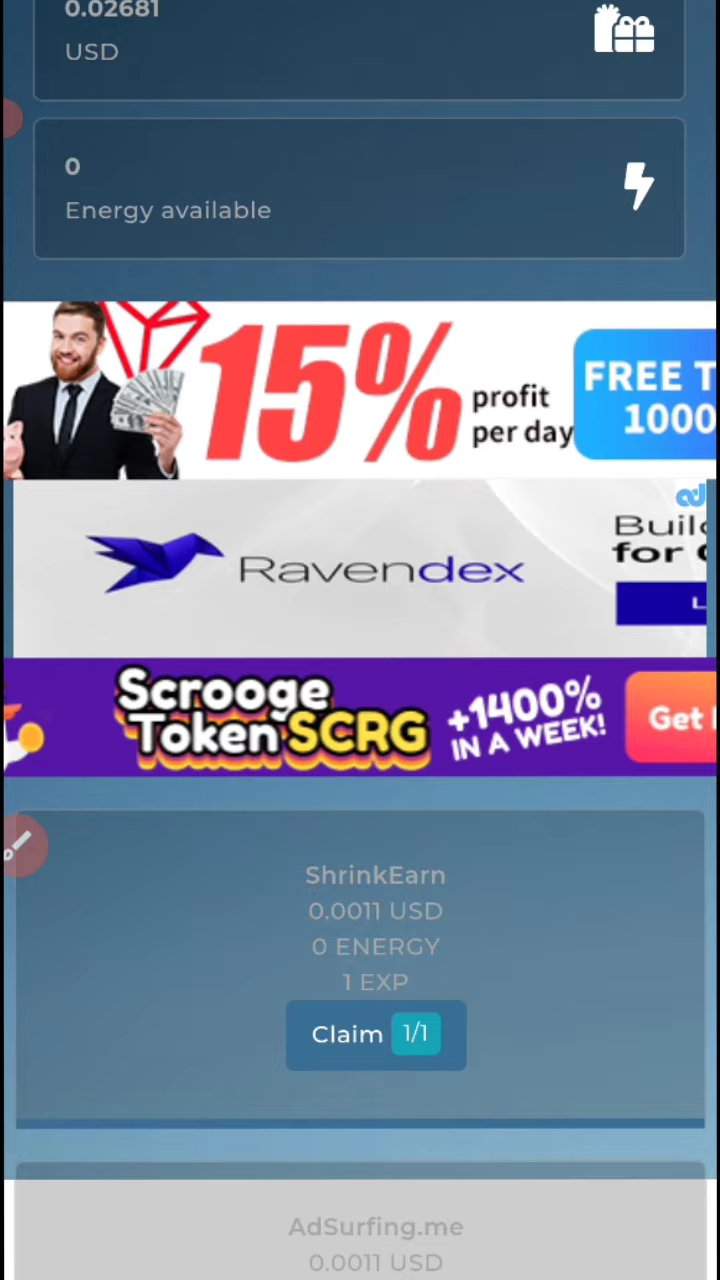 0.02681
USD
0
Energy available
15%
profit
per day
FREE T
1000
ad
Ravendex
Buil
for
Scrooge
Token SCRG
+1400%
IN A WEEK!
Get
ShrinkEarn
0.0011 USD
0 ENERGY
1 EXP
Claim 1/1
AdSurfing.me
0.0011 USD